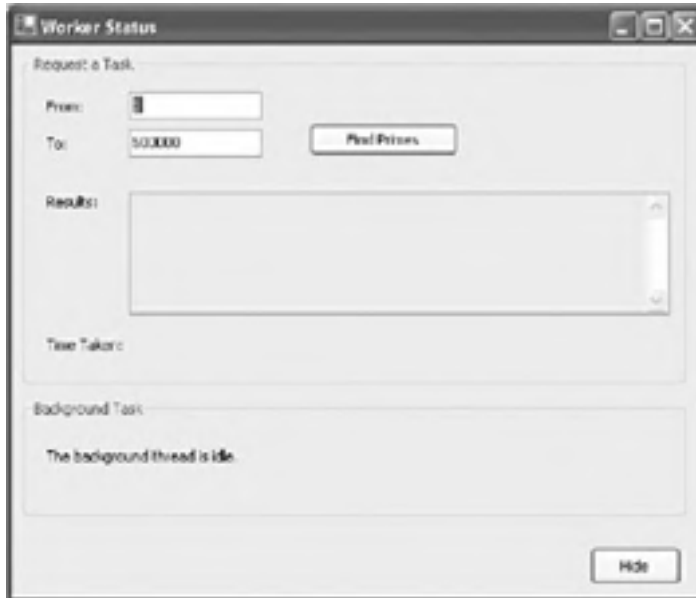 Worker Status
Request a Task
From:
To:
500000
Find Primes
Results:
Time Taken:
Background Task
The background thread is idle.
Hide